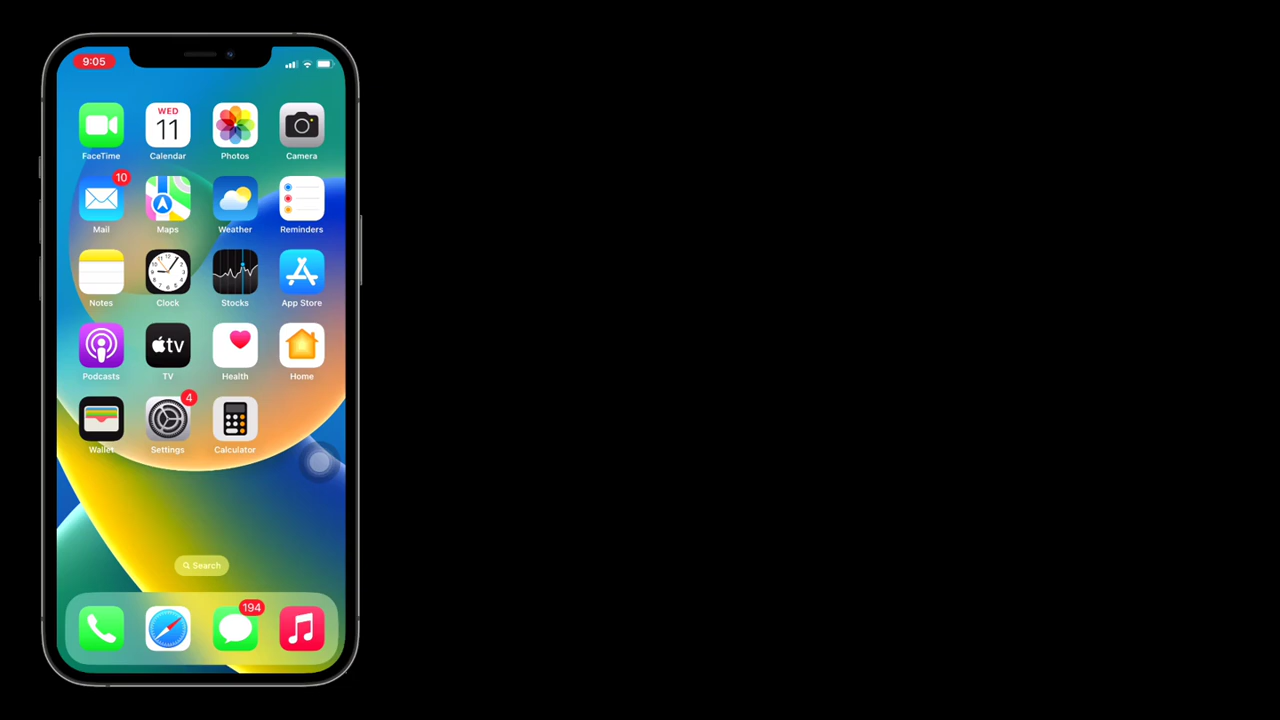 9:05
WED
11
FaceTime
Calendar
Photos
Camera
10
Mail
Maps
Weather
Reminders
Notes
Clock
Stocks
App Store
tv
Podcasts
TV
Health
Home
4
Wallet
Settings
Calculator
Search
194